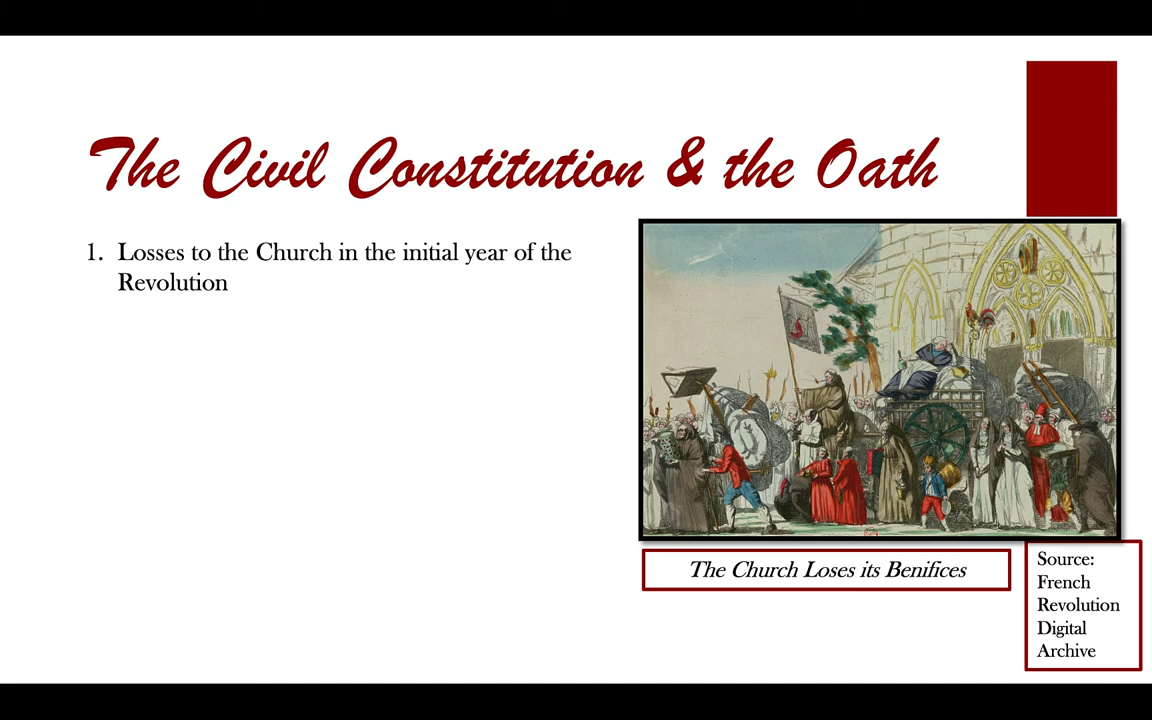 The Civil Constitution & the Oath
1. Losses to the Church in the initial year of the
Revolution
The Church Loses its Benifices
Source:
French
Revolution
Digital
Archive